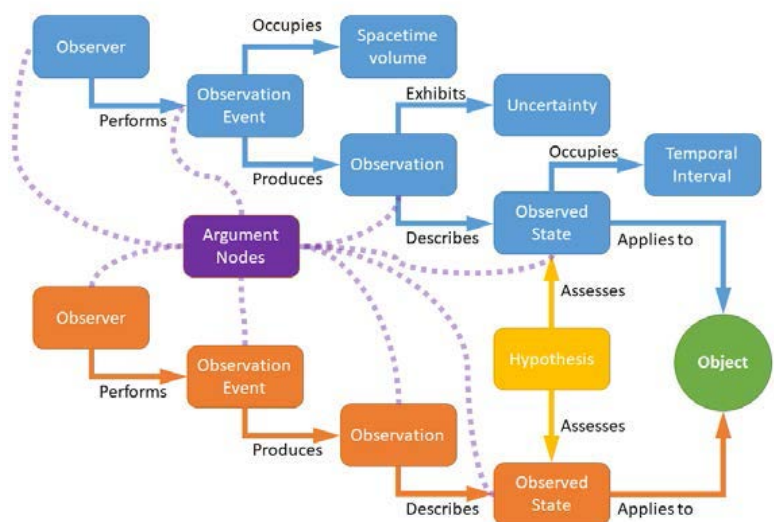 Occupies
Observer
Spacetime
volume
Performs
Observation
Event
Exhibits
Uncertainty
Produces
Observation
Occupies
Temporal
Interval
Describes
Observed
State
Applies to
Argument
Nodes
Assesses
Observer
Hypothesis
Object
Performs
Observation
Event
Assesses
Produces
Observation
Describes
Observed
State
Applies to